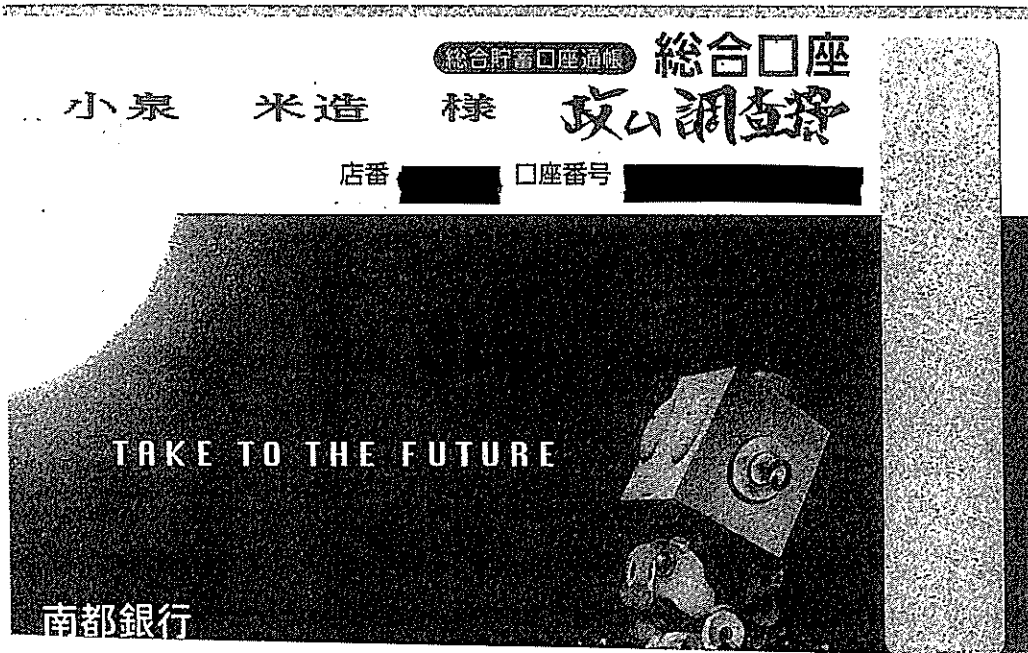 総合貯蓄口座通帳 総合口座
小泉 米造 様
店番 口座番号
TAKE TO THE FUTURE
南都銀行